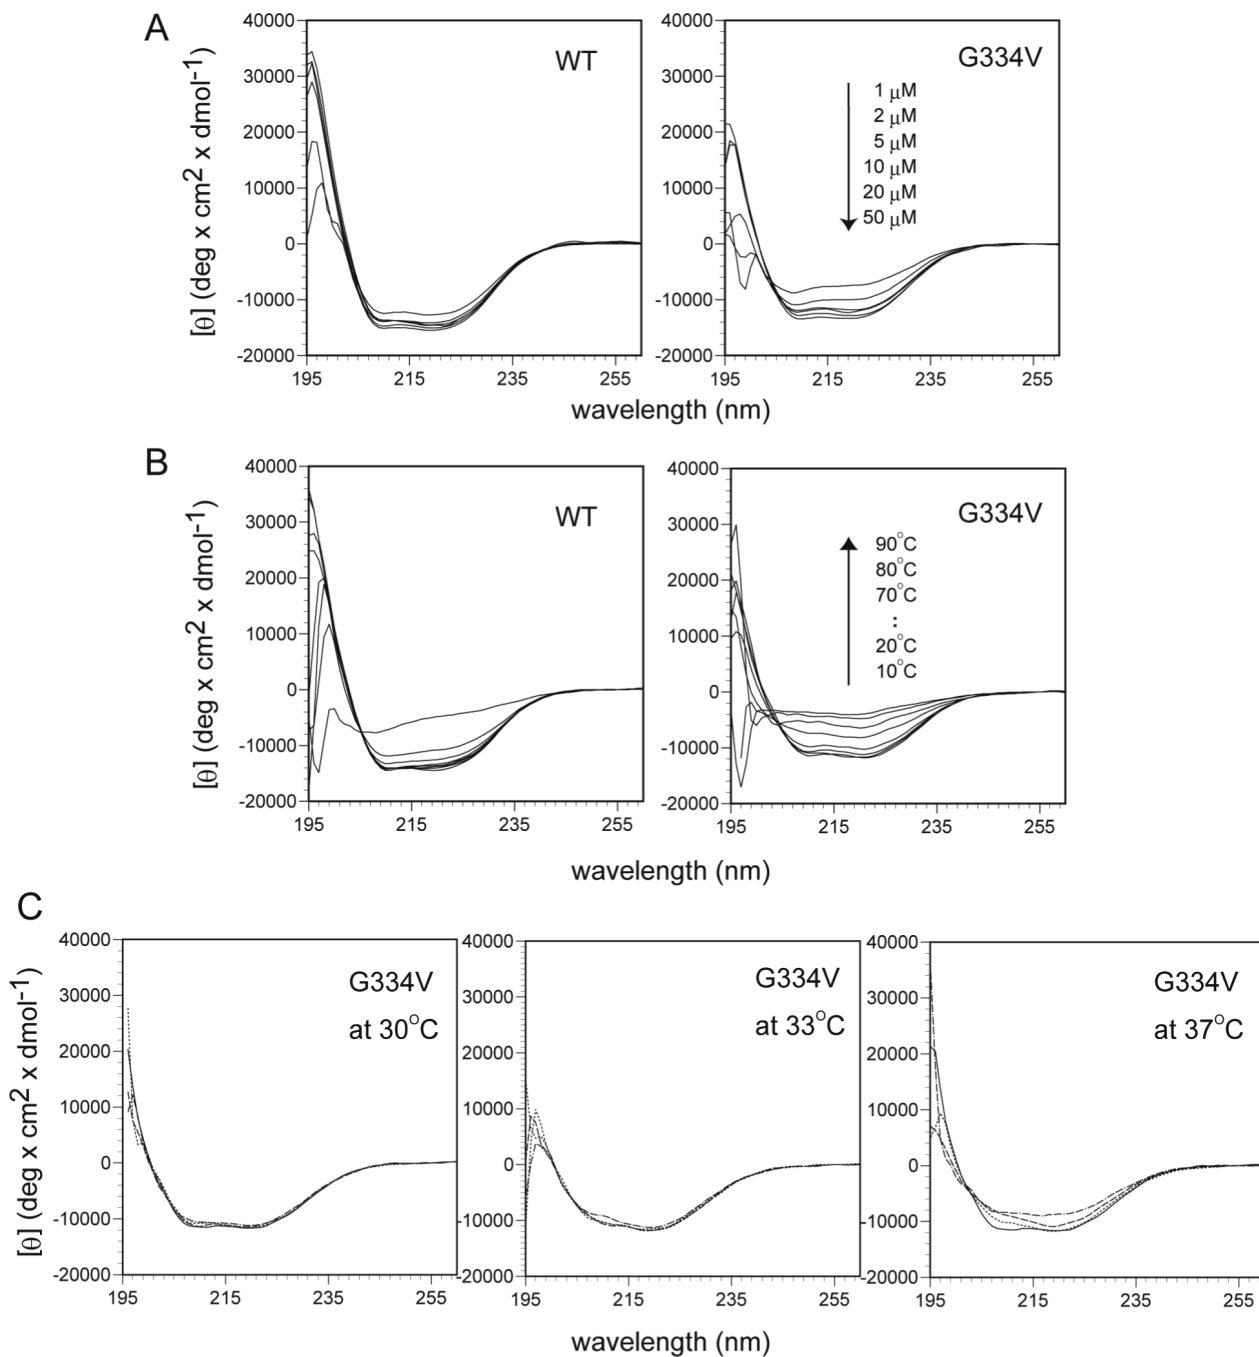 A
[θ] (deg x cm2 x dmol-1)
40000
30000
20000
10000
0
-10000
-20000
WT
195
215
235
255
40000
30000
20000
10000
0
-10000
-20000
G334V
1 μM
2 μM
5 μM
10 μM
20 μM
50 μM
195
215
235
255
wavelength (nm)
B
[θ] (deg x cm2 x dmol-1)
40000
30000
20000
10000
0
-10000
-20000
WT
195
215
235
255
40000
30000
20000
10000
0
-10000
-20000
G334V
90°C
80°C
70°C
:
20°C
10°C
195
215
235
255
wavelength (nm)
C
[θ] (deg x cm2 x dmol-1)
40000
30000
20000
10000
0
-10000
-20000
G334V
at 30°C
195
215
235
255
40000
30000
20000
10000
0
-10000
-20000
G334V
at 33°C
195
215
235
255
40000
30000
20000
10000
0
-10000
-20000
G334V
at 37°C
195
215
235
255
wavelength (nm)
wavelength (nm)